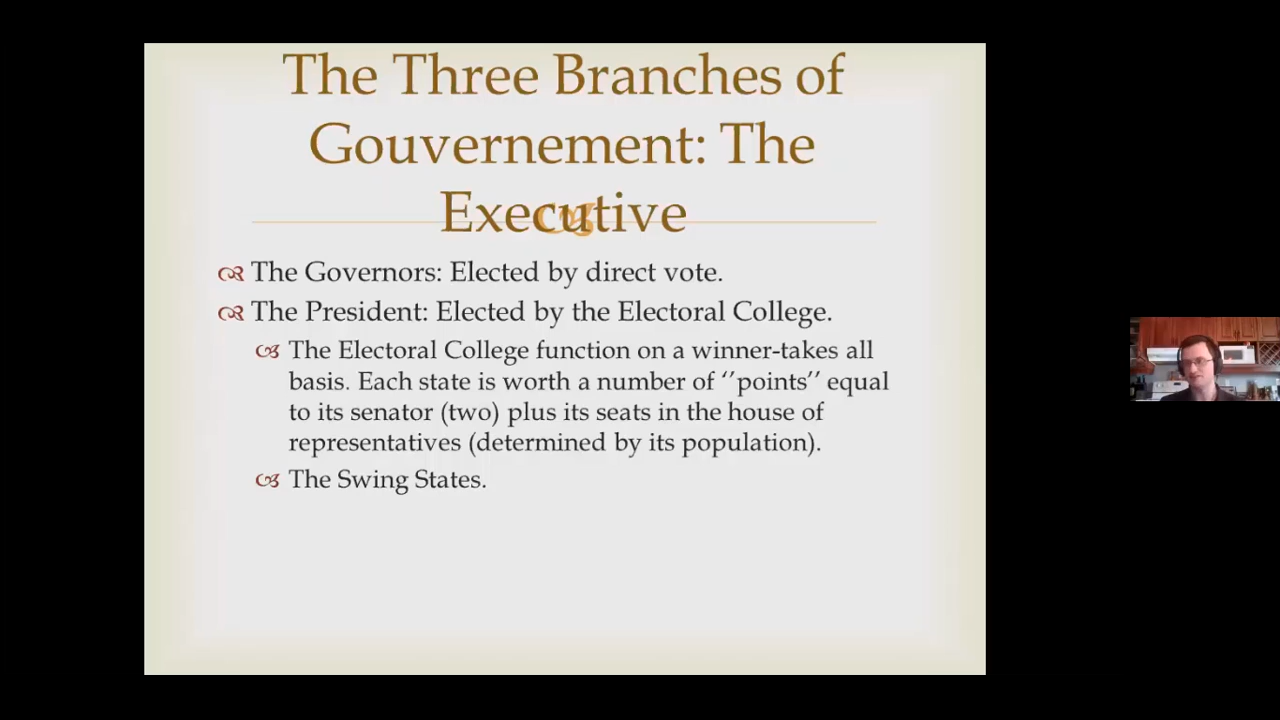 The Three Branches of
Gouvernement: The
Executive
The Governors: Elected by direct vote.
The President: Elected by the Electoral College.
The Electoral College function on a winner-takes all
basis. Each state is worth a number of ‘‘points’’ equal
to its senator (two) plus its seats in the house of
representatives (determined by its population).
The Swing States.